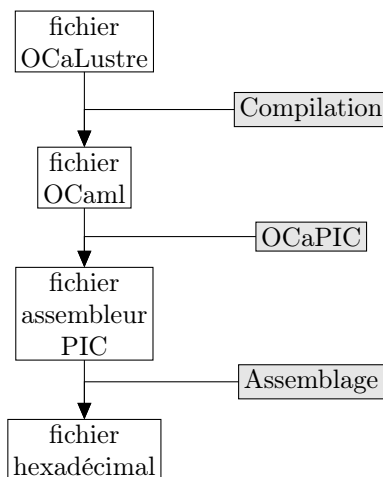 fichier
OCaLustre
Compilation
fichier
OCaml
OCaPIC
fichier
assembleur
PIC
Assemblage
fichier
hexadécimal